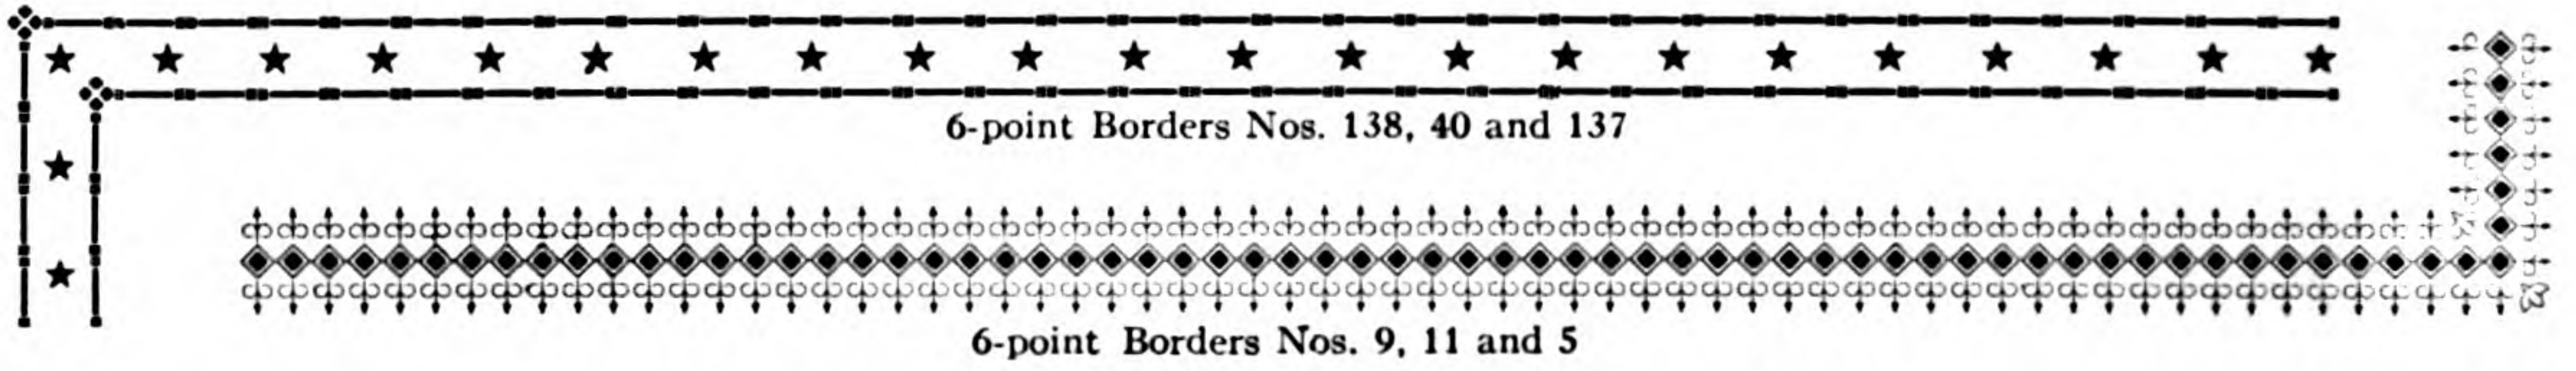 6-point Borders Nos. 138, 40 and 137
6-point Borders Nos. 9, 11 and 5